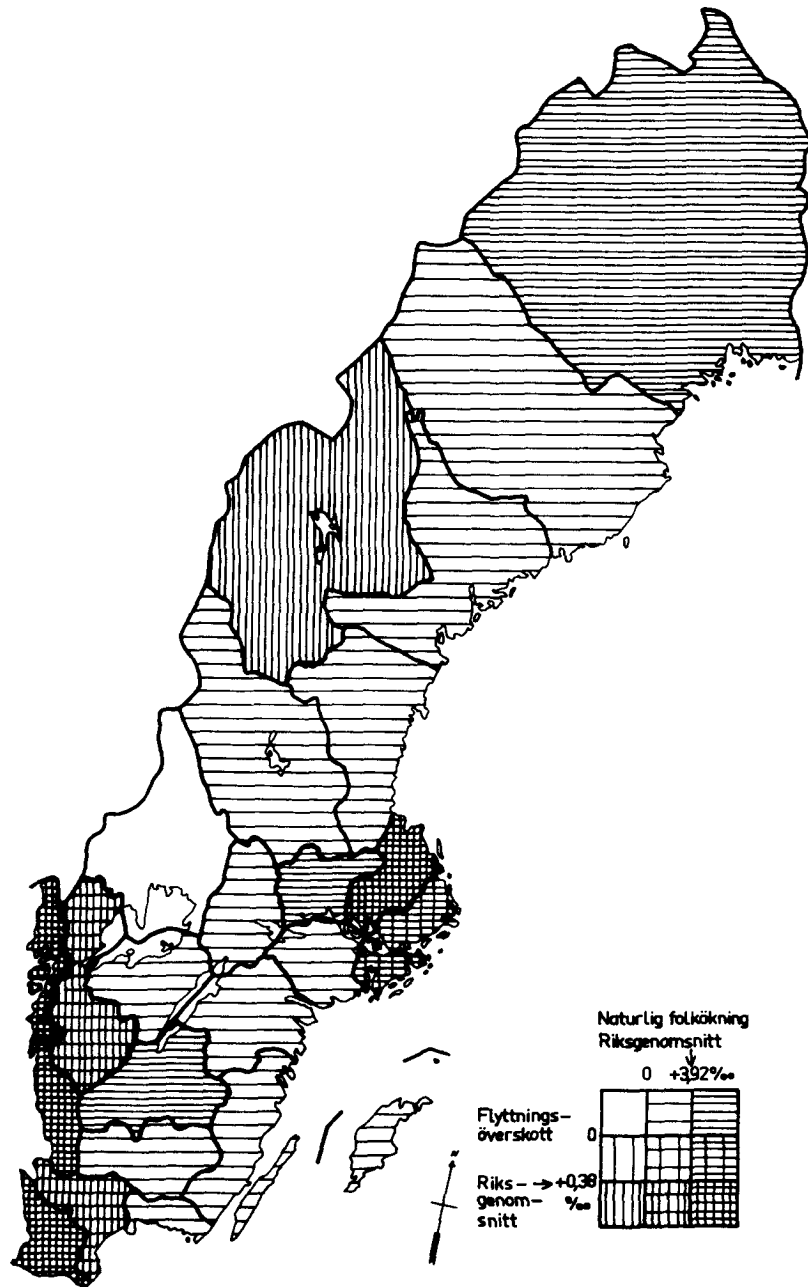 Naturlig folkökning
Riksgenomsnitt
0 +3,92‰
Flyttnings-
överskott
0
Riks- → +0,38
genom- ‰
snitt
N